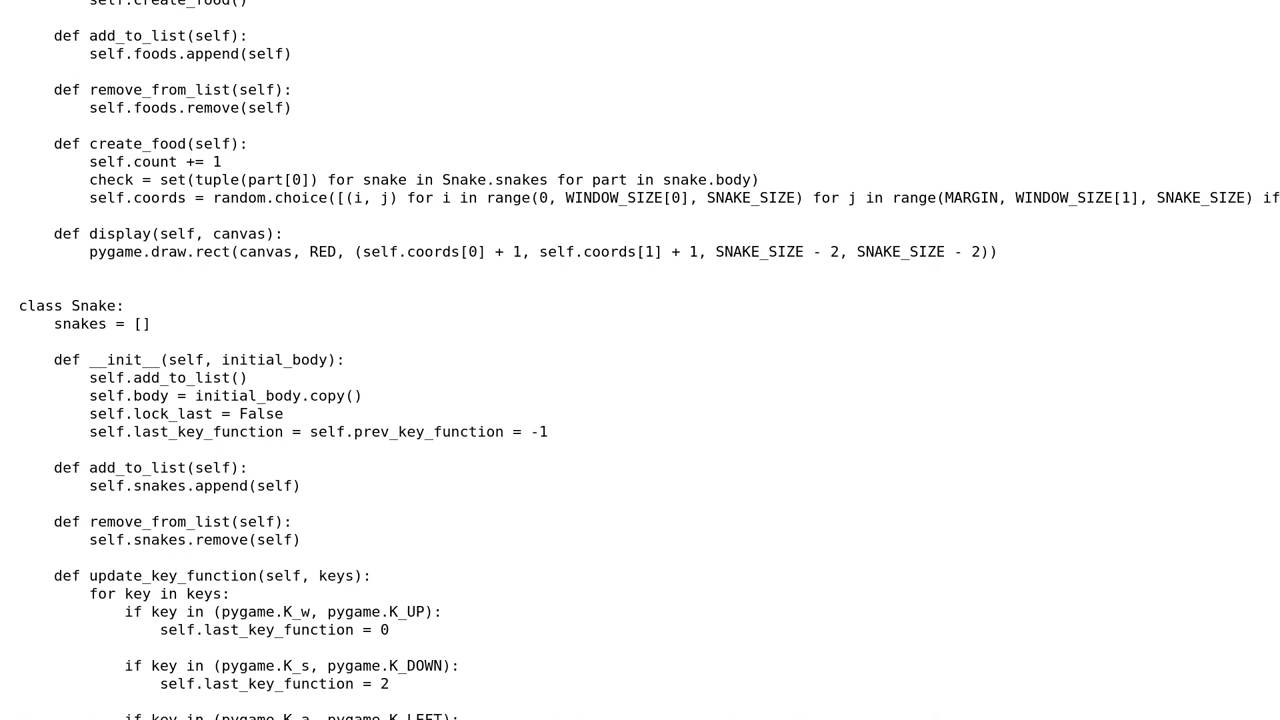 self.create_food()

    def add_to_list(self):
        self.foods.append(self)

    def remove_from_list(self):
        self.foods.remove(self)

    def create_food(self):
        self.count += 1
        check = set(tuple(part[0]) for snake in Snake.snakes for part in snake.body)
        self.coords = random.choice([(i, j) for i in range(0, WINDOW_SIZE[0], SNAKE_SIZE) for j in range(MARGIN, WINDOW_SIZE[1], SNAKE_SIZE) if

    def display(self, canvas):
        pygame.draw.rect(canvas, RED, (self.coords[0] + 1, self.coords[1] + 1, SNAKE_SIZE - 2, SNAKE_SIZE - 2))


class Snake:
    snakes = []

    def __init__(self, initial_body):
        self.add_to_list()
        self.body = initial_body.copy()
        self.lock_last = False
        self.last_key_function = self.prev_key_function = -1

    def add_to_list(self):
        self.snakes.append(self)

    def remove_from_list(self):
        self.snakes.remove(self)

    def update_key_function(self, keys):
        for key in keys:
            if key in (pygame.K_w, pygame.K_UP):
                self.last_key_function = 0

            if key in (pygame.K_s, pygame.K_DOWN):
                self.last_key_function = 2

            if key in (pygame.K_a, pygame.K_LEFT):